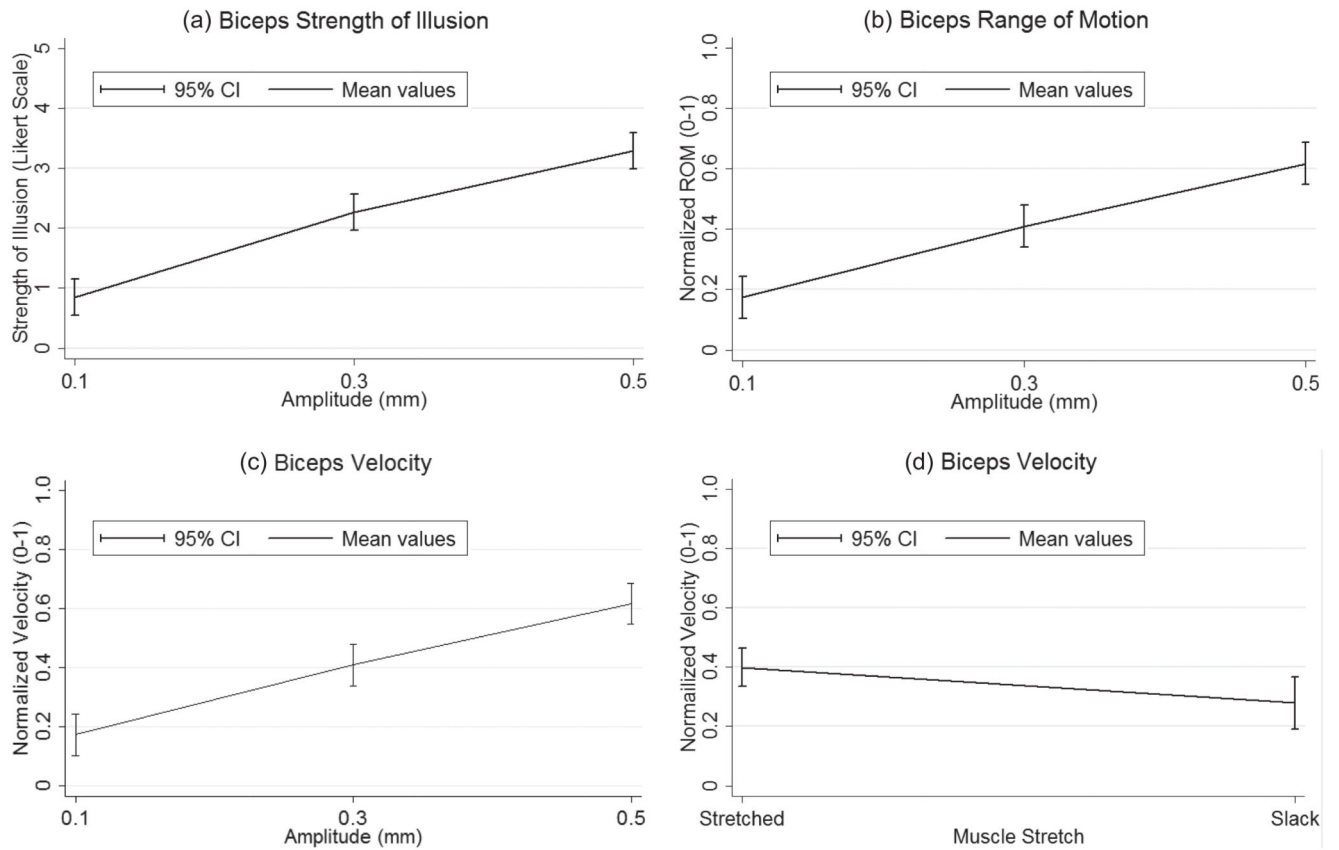 (a) Biceps Strength of Illusion
Strength of Illusion (Likert Scale)
5
4
3
2
1
0
95% CI Mean values
0.1 0.3 0.5
Amplitude (mm)
(b) Biceps Range of Motion
Normalized ROM (0-1)
1.0
0.8
0.6
0.4
0.2
0
95% CI Mean values
0.1 0.3 0.5
Amplitude (mm)
(c) Biceps Velocity
Normalized Velocity (0-1)
1.0
0.8
0.6
0.4
0.2
0
95% CI Mean values
0.1 0.3 0.5
Amplitude (mm)
(d) Biceps Velocity
Normailized Velocity (0-1)
1.0
0.8
0.6
0.4
0.2
0
95% CI Mean values
Stretched Slack
Muscle Stretch